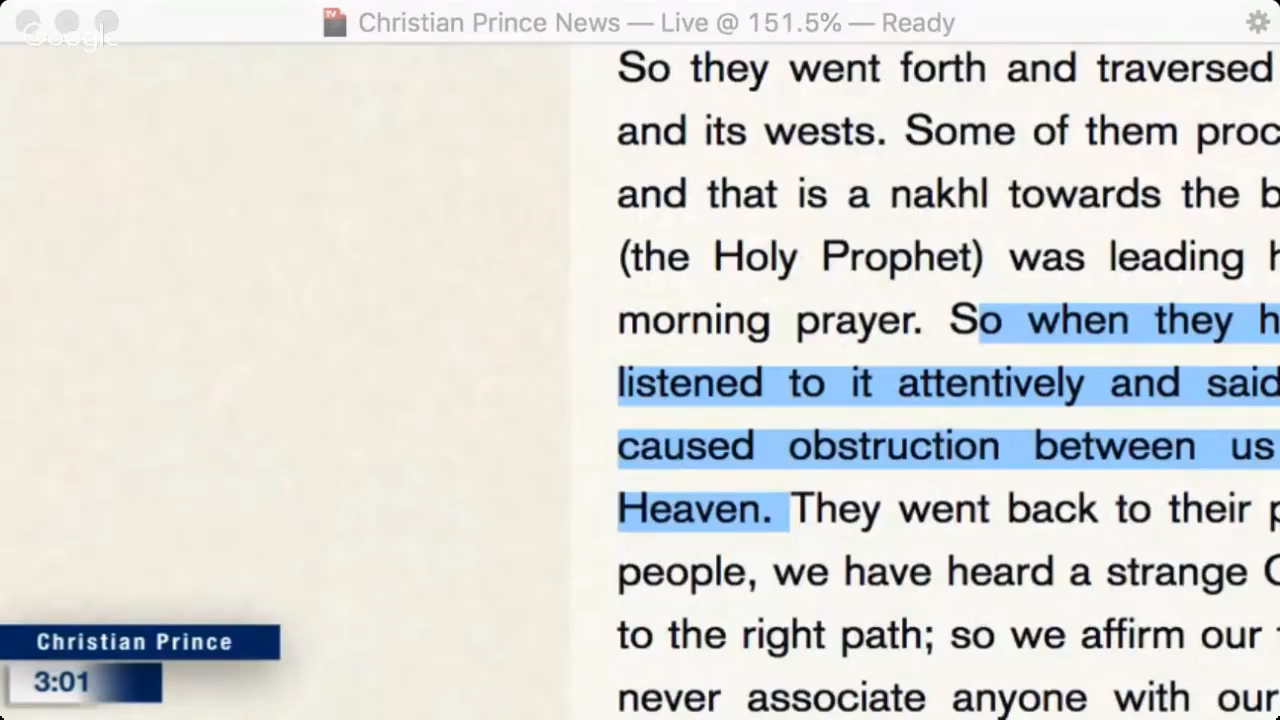 Christian Prince News — Live @ 151.5% — Ready
Google
TV
So they went forth and traversed
and its wests. Some of them proc
and that is a nakhl towards the b
(the Holy Prophet) was leading h
morning prayer. So when they h
listened to it attentively and said
caused obstruction between us
Heaven. They went back to their p
people, we have heard a strange
to the right path; so we affirm our
never associate anyone with our
Christian Prince
3:01